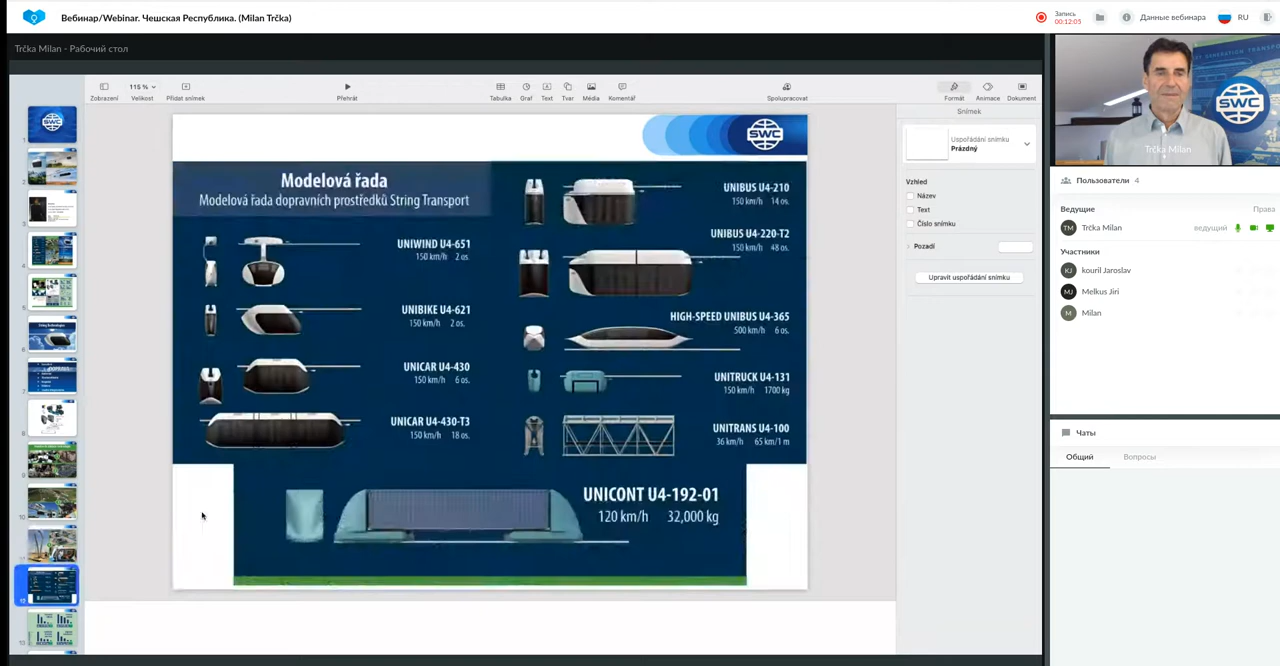 Вебинар/Webinar. Чешская Республика. (Milan Trčka)
Запись
00:12:05
Данные вебинара
RU
Trčka Milan - Рабочий стол
115 %
Zobrazení
Velikost
Přidat snímek
Přehrát
Tabulka
Graf
Text
Tvar
Média
Komentář
Spolupracovat
Formát
Animace
Dokument
SWC
Modelová řada
Modelová řada dopravních prostředků String Transport
UNIWIND U4-651
150 km/h 2 os.
UNIBIKE U4-621
150 km/h 2 os.
UNICAR U4-430
150 km/h 6 os.
UNICAR U4-430-T3
150 km/h 18 os.
UNIBUS U4-210
150 km/h 14 os.
UNIBUS U4-220-T2
150 km/h 48 os.
HIGH-SPEED UNIBUS U4-365
500 km/h 6 os.
UNITRUCK U4-131
150 km/h 1700 kg
UNITRANS U4-100
36 km/h 65 km/1 m
UNICONT U4-192-01
120 km/h 32,000 kg
Snímek
Uspořádání snímku
Prázdný
Vzhled
Název
Text
Číslo snímku
Pozadí
Upravit uspořádání snímku
SWC
Trčka Milan
Пользователи 4
Ведущие
Права
TM
Trčka Milan
ведущий
Участники
KJ
kouril Jaroslav
MJ
Melkus Jiri
M
Milan
Чаты
Общий
Вопросы